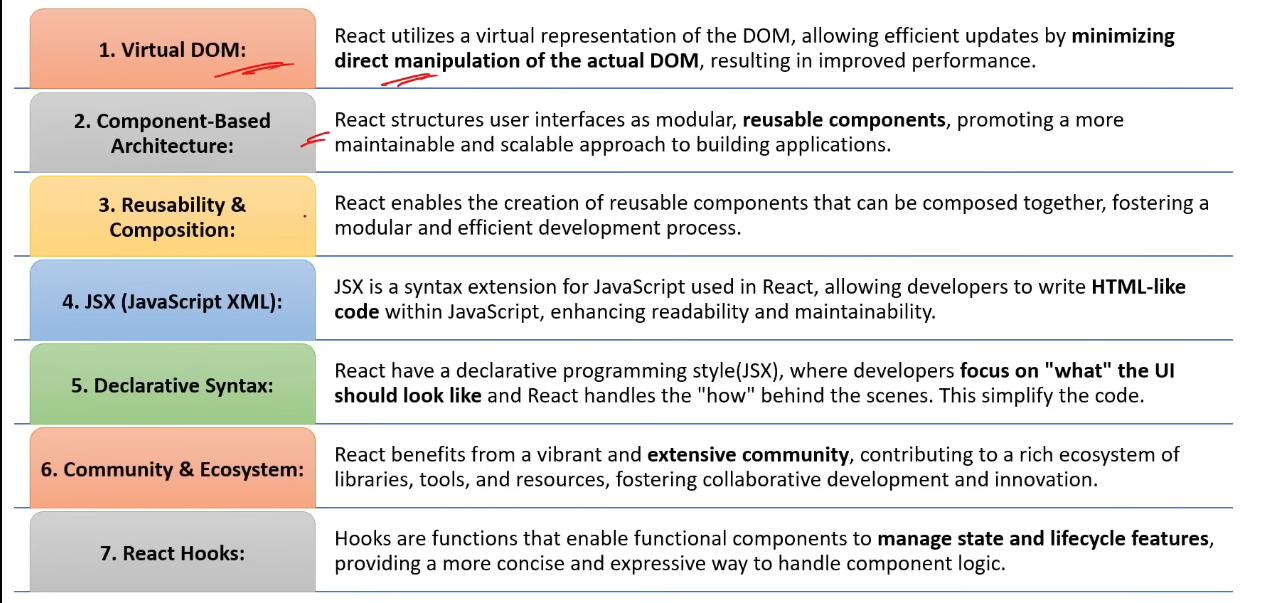 1. Virtual DOM:
React utilizes a virtual representation of the DOM, allowing efficient updates by minimizing
direct manipulation of the actual DOM, resulting in improved performance.
2. Component-Based
Architecture:
React structures user interfaces as modular, reusable components, promoting a more
maintainable and scalable approach to building applications.
3. Reusability &
Composition:
React enables the creation of reusable components that can be composed together, fostering a
modular and efficient development process.
4. JSX (JavaScript XML):
JSX is a syntax extension for JavaScript used in React, allowing developers to write HTML-like
code within JavaScript, enhancing readability and maintainability.
5. Declarative Syntax:
React have a declarative programming style(JSX), where developers focus on "what" the UI
should look like and React handles the "how" behind the scenes. This simplify the code.
6. Community & Ecosystem:
React benefits from a vibrant and extensive community, contributing to a rich ecosystem of
libraries, tools, and resources, fostering collaborative development and innovation.
7. React Hooks:
Hooks are functions that enable functional components to manage state and lifecycle features,
providing a more concise and expressive way to handle component logic.